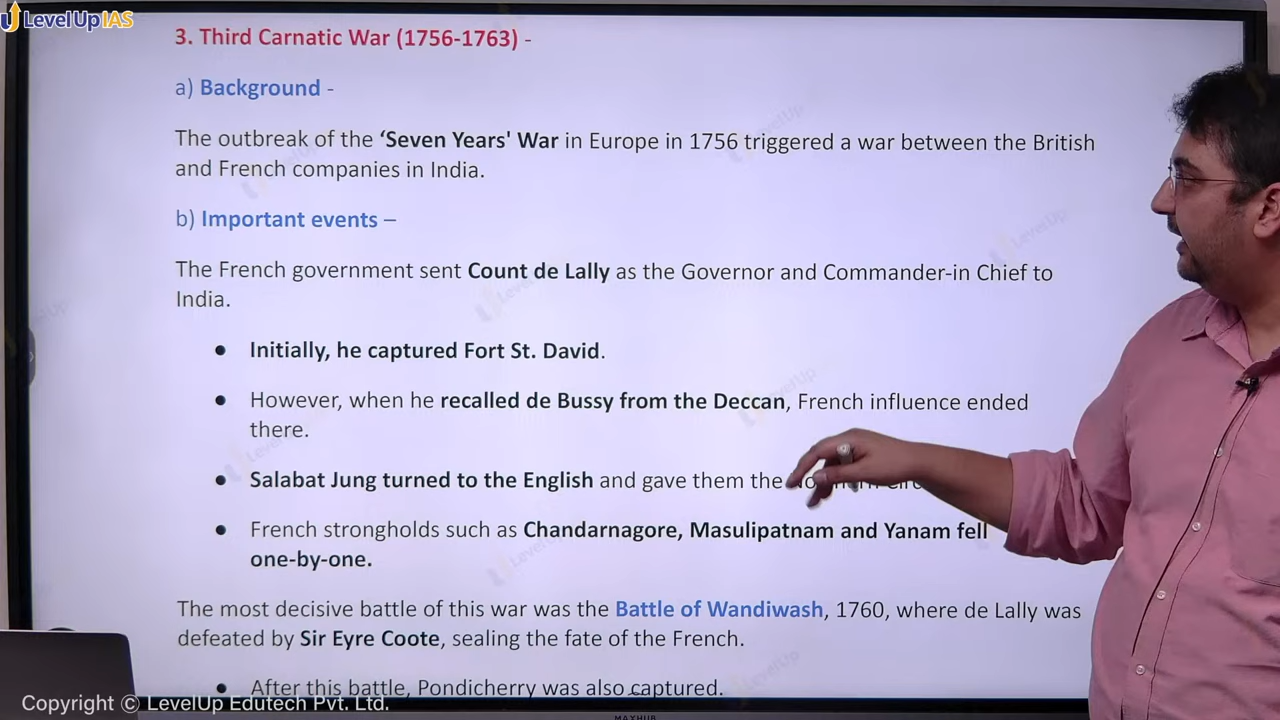 LevelUp IAS
3. Third Carnatic War (1756-1763) -
a) Background -
The outbreak of the ‘Seven Years' War in Europe in 1756 triggered a war between the British
and French companies in India.
b) Important events –
The French government sent Count de Lally as the Governor and Commander-in Chief to
India.
● Initially, he captured Fort St. David.
● However, when he recalled de Bussy from the Deccan, French influence ended
there.
● Salabat Jung turned to the English and gave them the
● French strongholds such as Chandarnagore, Masulipatnam and Yanam fell
one-by-one.
The most decisive battle of this war was the Battle of Wandiwash, 1760, where de Lally was
defeated by Sir Eyre Coote, sealing the fate of the French.
● After this battle, Pondicherry was also captured.
Copyright © LevelUp Edutech Pvt. Ltd.
MAXHUB